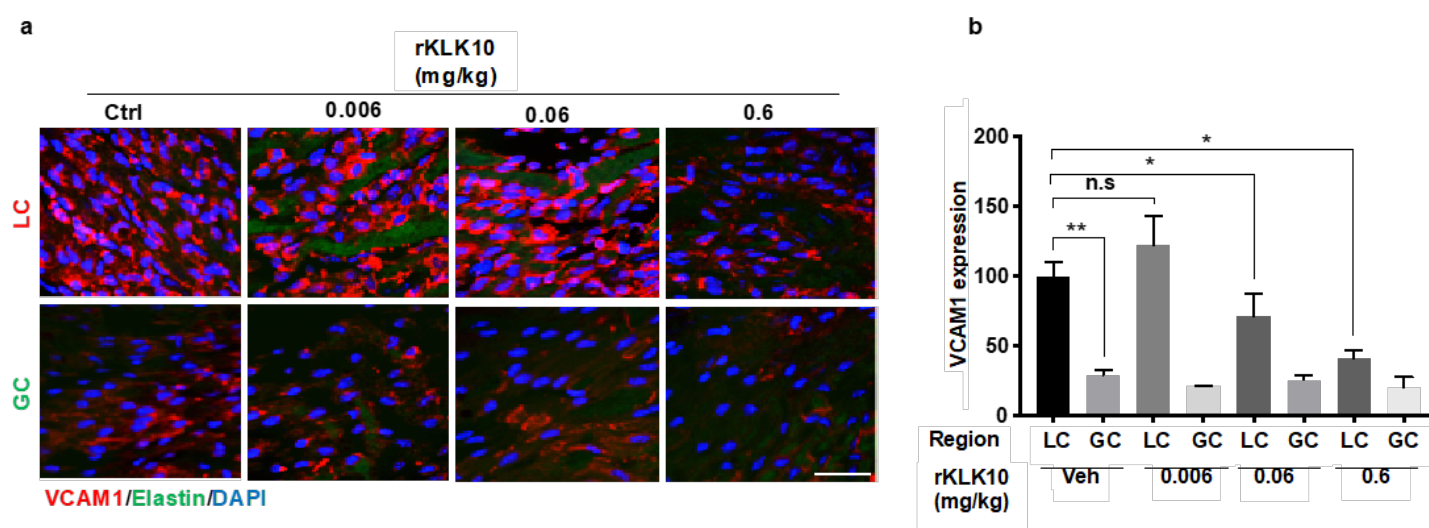 a
rKLK10
(mg/kg)
Ctrl
0.006
0.06
0.6
LC
GC
VCAM1/Elastin/DAPI
b
VCAM1 expression
200
150
100
50
0
*
*
n.s
**
Region
LC GC LC GC LC GC LC GC
rKLK10
(mg/kg)
Veh 0.006 0.06 0.6